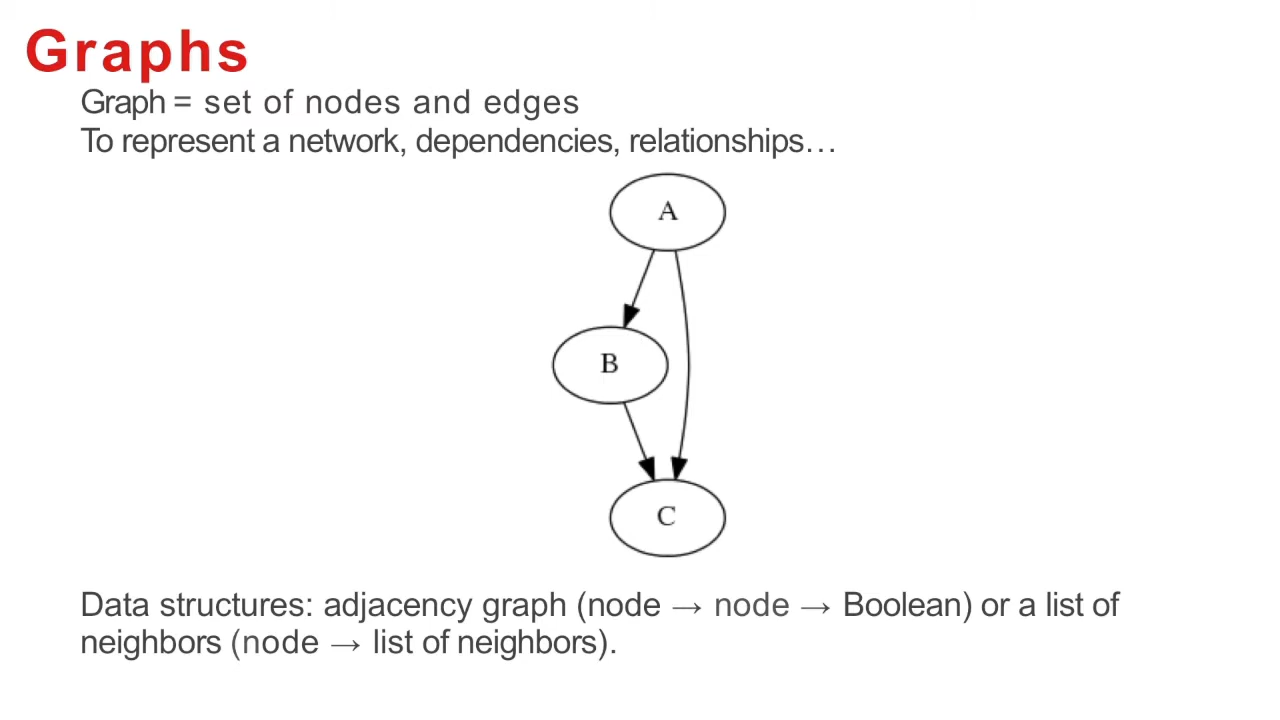 Graphs
Graph = set of nodes and edges
To represent a network, dependencies, relationships…
A
B
C
Data structures: adjacency graph (node → node → Boolean) or a list of
neighbors (node → list of neighbors).